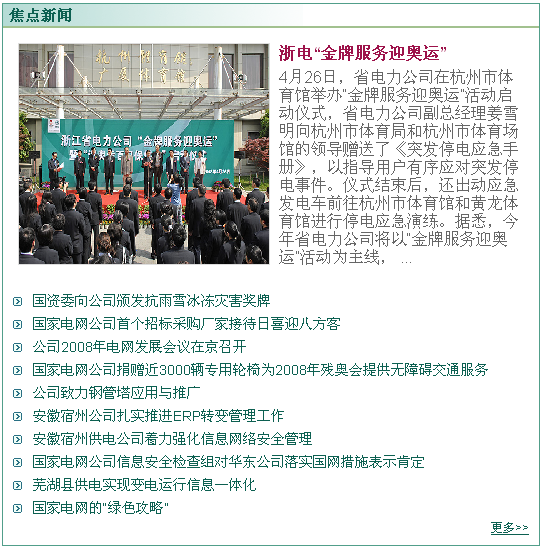 焦点新闻
浙电“金牌服务迎奥运”
4月26日，省电力公司在杭州市体
育馆举办“金牌服务迎奥运”活动启
动仪式，省电力公司副总经理姜雪
明向杭州市体育局和杭州市体育场
馆的领导赠送了《突发停电应急手
册》，以指导用户有序应对突发停
电事件。仪式结束后，还出动应急
发电车前往杭州市体育馆和黄龙体
育馆进行停电应急演练。据悉，今
年省电力公司将以“金牌服务迎奥
运”活动为主线， ...
浙江省电力公司“金牌服务迎奥运”
国资委向公司颁发抗雨雪冰冻灾害奖牌
国家电网公司首个招标采购厂家接待日喜迎八方客
公司2008年电网发展会议在京召开
国家电网公司捐赠近3000辆专用轮椅为2008年残奥会提供无障碍交通服务
公司致力钢管塔应用与推广
安徽宿州公司扎实推进ERP转变管理工作
安徽宿州供电公司着力强化信息网络安全管理
国家电网公司信息安全检查组对华东公司落实国网措施表示肯定
芜湖县供电实现变电运行信息一体化
国家电网的“绿色攻略”
更多>>